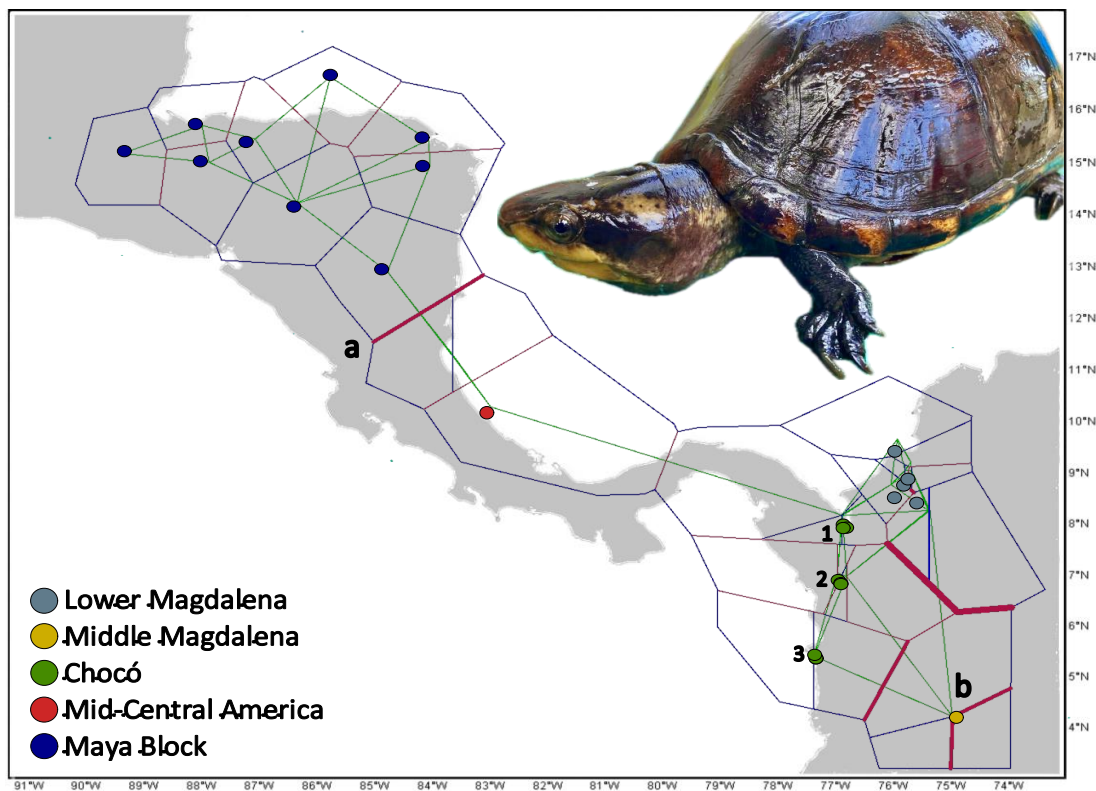 17°N
16°N
15°N
14°N
13°N
12°N
a
11°N
10°N
9°N
8°N
1
7°N
2
Lower Magdalena
6°N
Middle Magdalena
3
5°N
Chocó
b
Mid-Central America
4°N
Maya Block
91°W 90°W 89°W 88°W 87°W 86°W 85°W 84°W 83°W 82°W 81°W 80°W 79°W 78°W 77°W 76°W 75°W 74°W